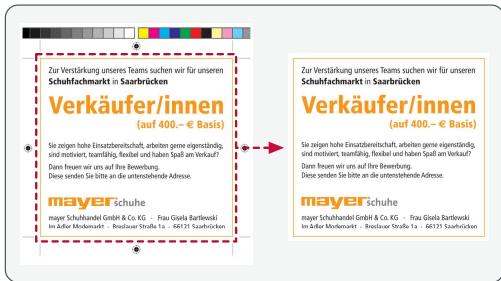 Zur Verstärkung unseres Teams suchen wir für unseren
Schuhfachmarkt in Saarbrücken
Verkäufer/innen
(auf 400.– € Basis)
Sie zeigen hohe Einsatzbereitschaft, arbeiten gerne eigenständig,
sind motiviert, teamfähig, flexibel und haben Spaß am Verkauf?
Dann freuen wir uns auf Ihre Bewerbung.
Diese senden Sie bitte an die untenstehende Adresse.
mayer schuhe
mayer Schuhhandel GmbH & Co. KG · Frau Gisela Bartlewski
Im Adler Modemarkt · Breslauer Straße 1a · 66121 Saarbrücken
Zur Verstärkung unseres Teams suchen wir für unseren
Schuhfachmarkt in Saarbrücken
Verkäufer/innen
(auf 400.– € Basis)
Sie zeigen hohe Einsatzbereitschaft, arbeiten gerne eigenständig,
sind motiviert, teamfähig, flexibel und haben Spaß am Verkauf?
Dann freuen wir uns auf Ihre Bewerbung.
Diese senden Sie bitte an die untenstehende Adresse.
mayer schuhe
mayer Schuhhandel GmbH & Co. KG · Frau Gisela Bartlewski
Im Adler Modemarkt · Breslauer Straße 1a · 66121 Saarbrücken